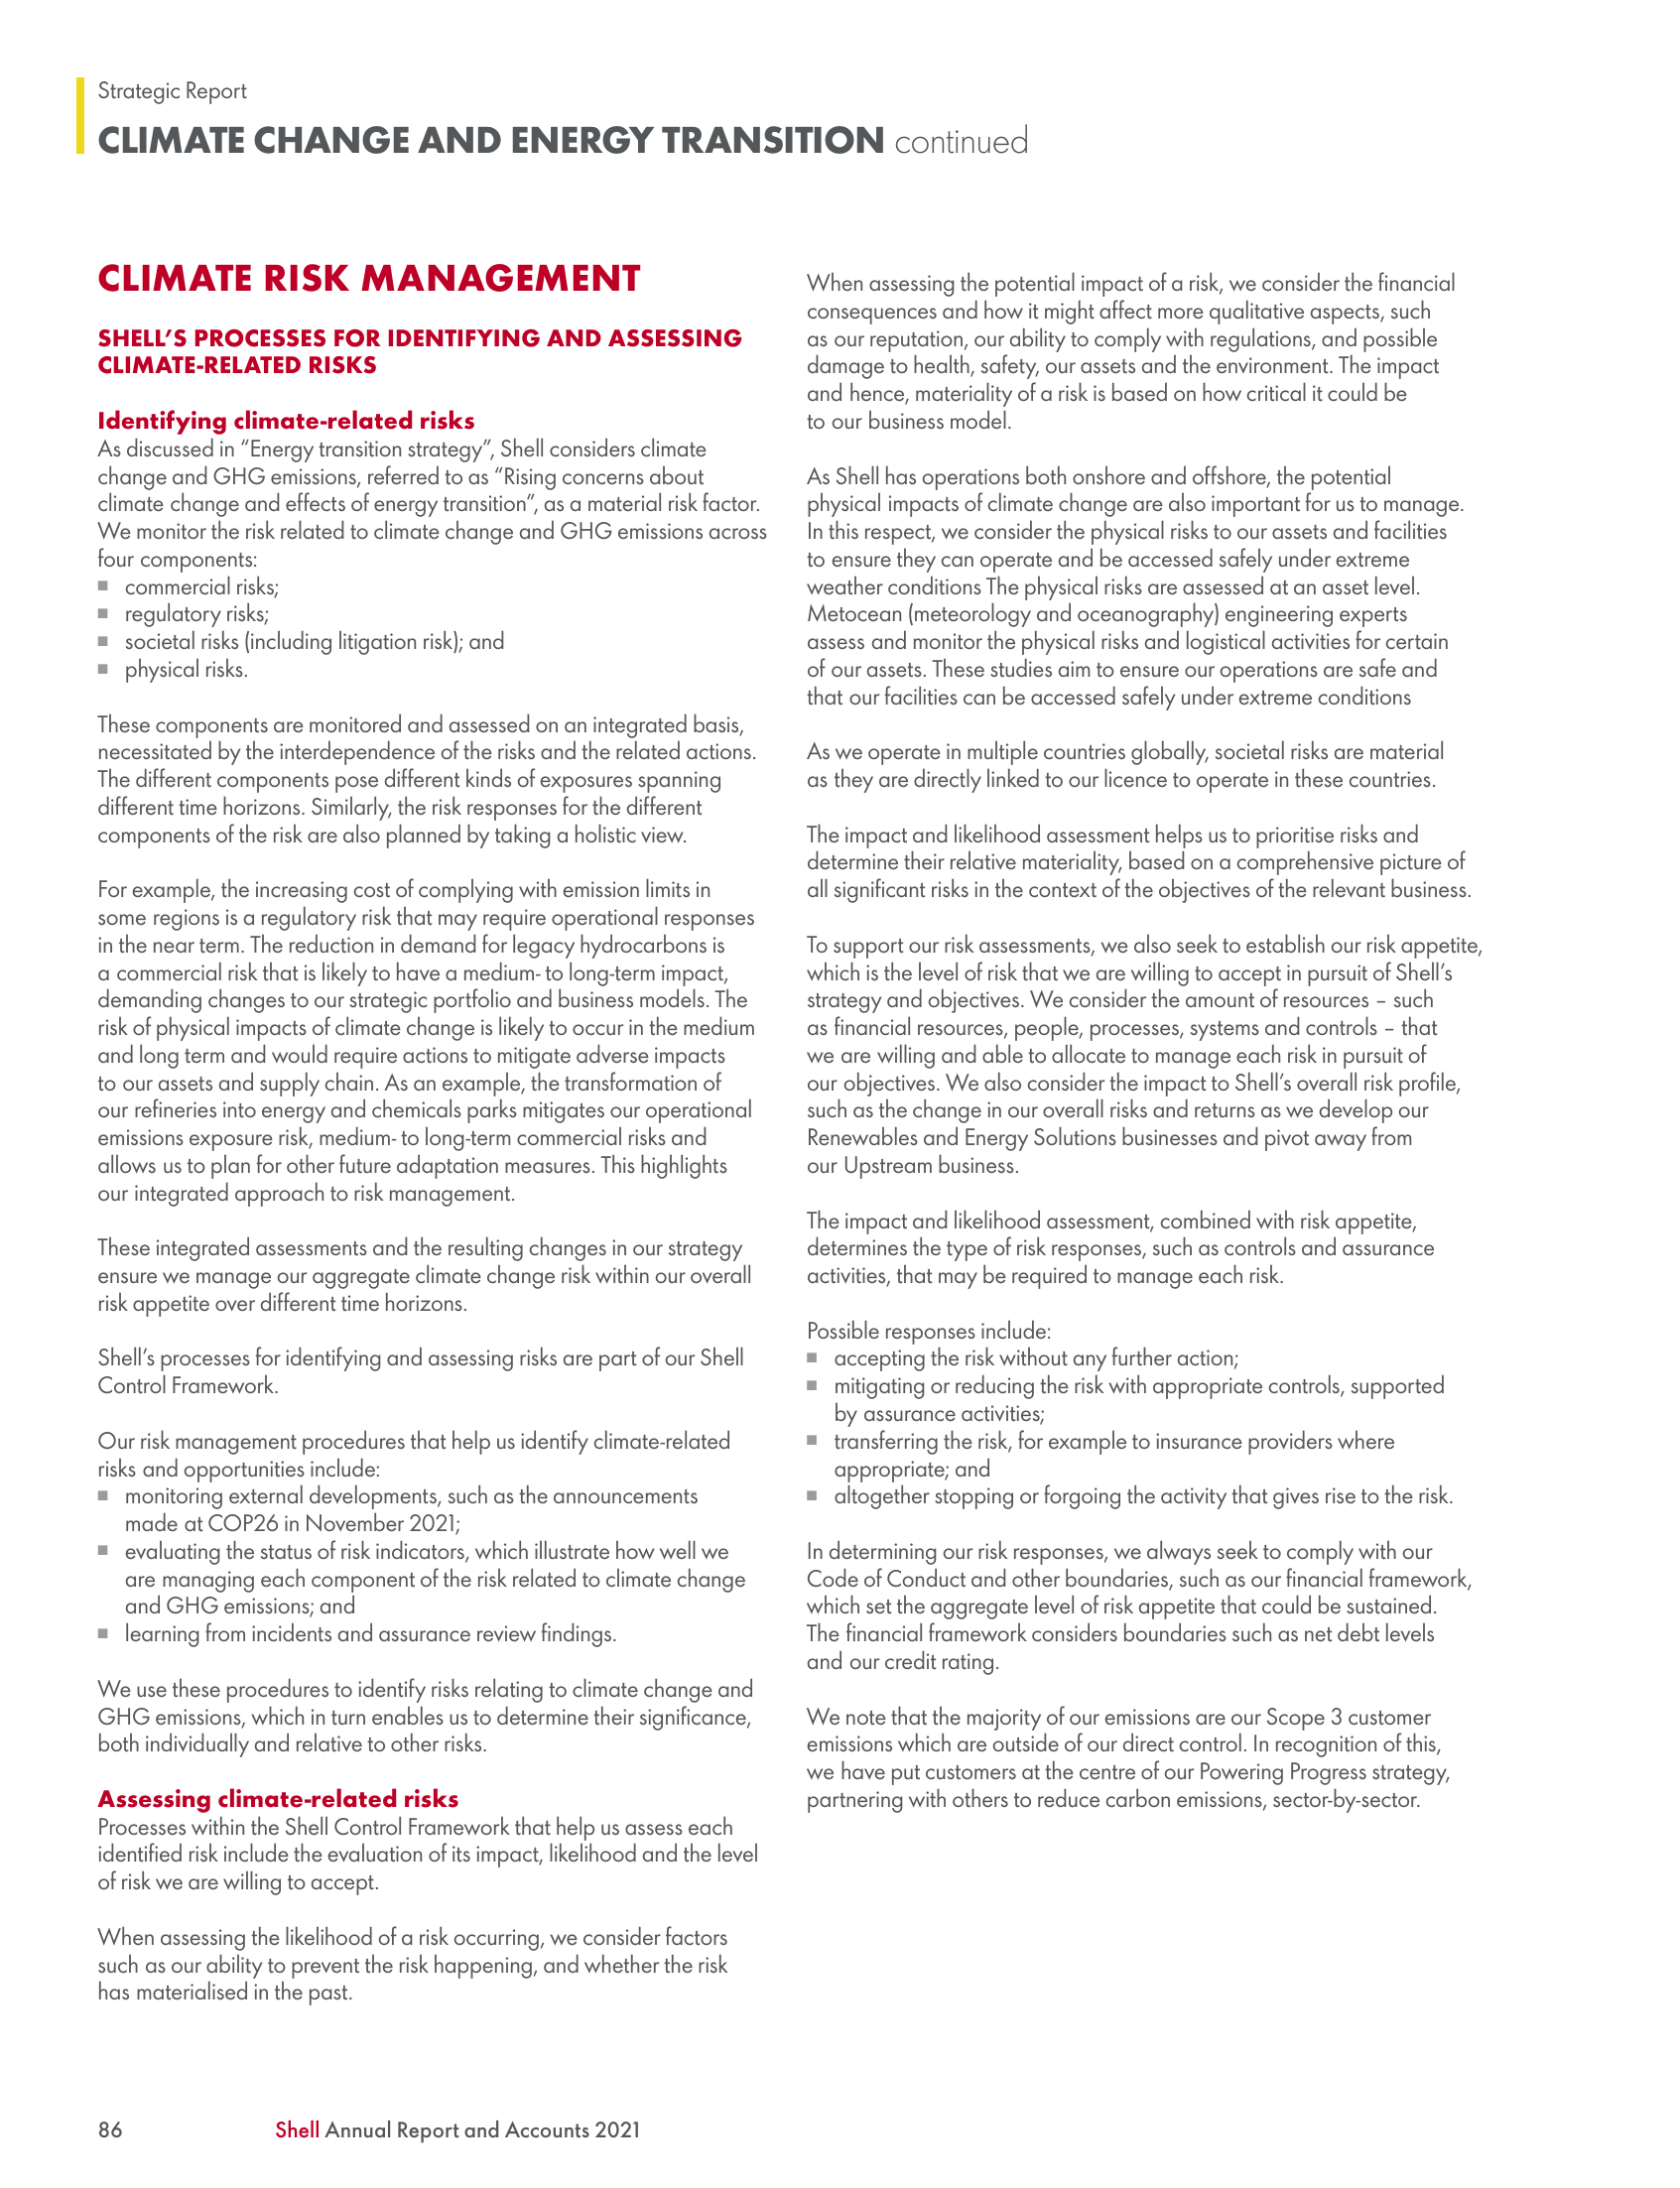 Strategic Report
CLIMATE CHANGE AND ENERGY TRANSITION continued
CLIMATE RISK MANAGEMENT
SHELL’S PROCESSES FOR IDENTIFYING AND ASSESSING
CLIMATE-RELATED RISKS
Identifying climate-related risks
As discussed in “Energy transition strategy”, Shell considers climate
change and GHG emissions, referred to as “Rising concerns about
climate change and effects of energy transition”, as a material risk factor.
We monitor the risk related to climate change and GHG emissions across
four components:
■ commercial risks;
■ regulatory risks;
■ societal risks (including litigation risk); and
■ physical risks.
These components are monitored and assessed on an integrated basis,
necessitated by the interdependence of the risks and the related actions.
The different components pose different kinds of exposures spanning
different time horizons. Similarly, the risk responses for the different
components of the risk are also planned by taking a holistic view.
For example, the increasing cost of complying with emission limits in
some regions is a regulatory risk that may require operational responses
in the near term. The reduction in demand for legacy hydrocarbons is
a commercial risk that is likely to have a medium- to long-term impact,
demanding changes to our strategic portfolio and business models. The
risk of physical impacts of climate change is likely to occur in the medium
and long term and would require actions to mitigate adverse impacts
to our assets and supply chain. As an example, the transformation of
our refineries into energy and chemicals parks mitigates our operational
emissions exposure risk, medium- to long-term commercial risks and
allows us to plan for other future adaptation measures. This highlights
our integrated approach to risk management.
These integrated assessments and the resulting changes in our strategy
ensure we manage our aggregate climate change risk within our overall
risk appetite over different time horizons.
Shell’s processes for identifying and assessing risks are part of our Shell
Control Framework.
Our risk management procedures that help us identify climate-related
risks and opportunities include:
■ monitoring external developments, such as the announcements
made at COP26 in November 2021;
■ evaluating the status of risk indicators, which illustrate how well we
are managing each component of the risk related to climate change
and GHG emissions; and
■ learning from incidents and assurance review findings.
We use these procedures to identify risks relating to climate change and
GHG emissions, which in turn enables us to determine their significance,
both individually and relative to other risks.
Assessing climate-related risks
Processes within the Shell Control Framework that help us assess each
identified risk include the evaluation of its impact, likelihood and the level
of risk we are willing to accept.
When assessing the likelihood of a risk occurring, we consider factors
such as our ability to prevent the risk happening, and whether the risk
has materialised in the past.
When assessing the potential impact of a risk, we consider the financial
consequences and how it might affect more qualitative aspects, such
as our reputation, our ability to comply with regulations, and possible
damage to health, safety, our assets and the environment. The impact
and hence, materiality of a risk is based on how critical it could be
to our business model.
As Shell has operations both onshore and offshore, the potential
physical impacts of climate change are also important for us to manage.
In this respect, we consider the physical risks to our assets and facilities
to ensure they can operate and be accessed safely under extreme
weather conditions The physical risks are assessed at an asset level.
Metocean (meteorology and oceanography) engineering experts
assess and monitor the physical risks and logistical activities for certain
of our assets. These studies aim to ensure our operations are safe and
that our facilities can be accessed safely under extreme conditions
As we operate in multiple countries globally, societal risks are material
as they are directly linked to our licence to operate in these countries.
The impact and likelihood assessment helps us to prioritise risks and
determine their relative materiality, based on a comprehensive picture of
all significant risks in the context of the objectives of the relevant business.
To support our risk assessments, we also seek to establish our risk appetite,
which is the level of risk that we are willing to accept in pursuit of Shell’s
strategy and objectives. We consider the amount of resources – such
as financial resources, people, processes, systems and controls – that
we are willing and able to allocate to manage each risk in pursuit of
our objectives. We also consider the impact to Shell’s overall risk profile,
such as the change in our overall risks and returns as we develop our
Renewables and Energy Solutions businesses and pivot away from
our Upstream business.
The impact and likelihood assessment, combined with risk appetite,
determines the type of risk responses, such as controls and assurance
activities, that may be required to manage each risk.
Possible responses include:
■ accepting the risk without any further action;
■ mitigating or reducing the risk with appropriate controls, supported
by assurance activities;
■ transferring the risk, for example to insurance providers where
appropriate; and
■ altogether stopping or forgoing the activity that gives rise to the risk.
In determining our risk responses, we always seek to comply with our
Code of Conduct and other boundaries, such as our financial framework,
which set the aggregate level of risk appetite that could be sustained.
The financial framework considers boundaries such as net debt levels
and our credit rating.
We note that the majority of our emissions are our Scope 3 customer
emissions which are outside of our direct control. In recognition of this,
we have put customers at the centre of our Powering Progress strategy,
partnering with others to reduce carbon emissions, sector-by-sector.
86 Shell Annual Report and Accounts 2021